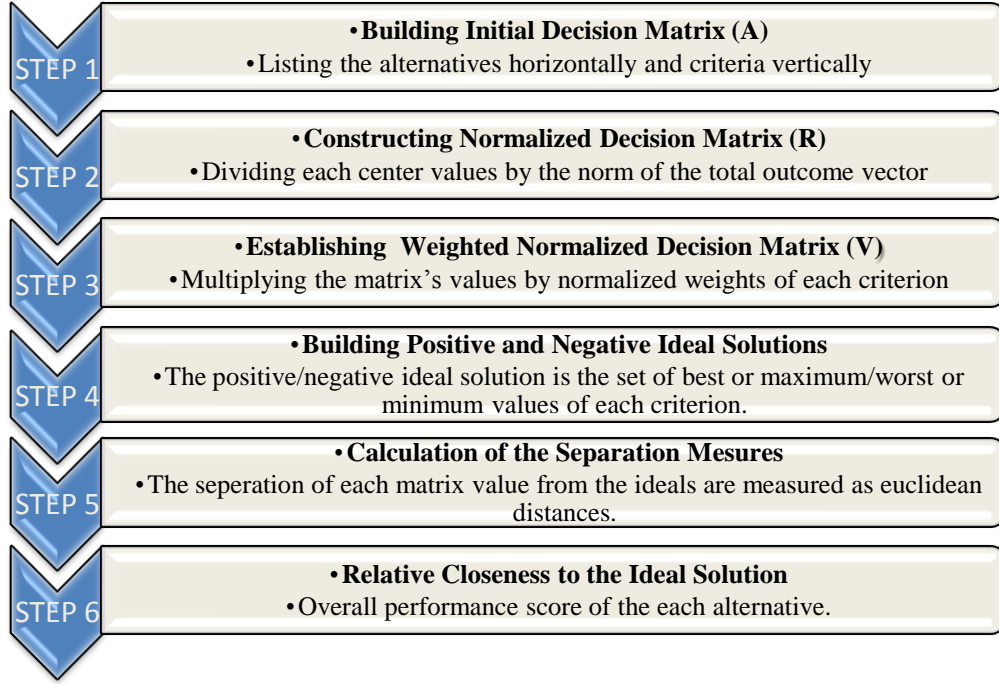 STEP 1
•Building Initial Decision Matrix (A)
•Listing the alternatives horizontally and criteria vertically
STEP 2
•Constructing Normalized Decision Matrix (R)
•Dividing each center values by the norm of the total outcome vector
STEP 3
•Establishing Weighted Normalized Decision Matrix (V)
•Multiplying the matrix’s values by normalized weights of each criterion
STEP 4
•Building Positive and Negative Ideal Solutions
•The positive/negative ideal solution is the set of best or maximum/worst or
minimum values of each criterion.
STEP 5
•Calculation of the Separation Mesures
•The seperation of each matrix value from the ideals are measured as euclidean
distances.
STEP 6
•Relative Closeness to the Ideal Solution
•Overall performance score of the each alternative.